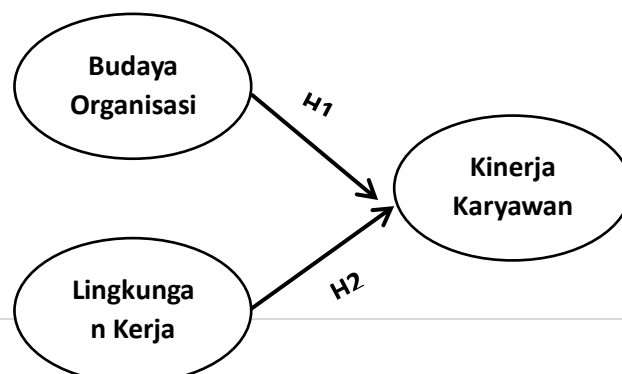 Budaya
Organisasi
H1
Kinerja
Karyawan
Lingkunga
n Kerja
H2